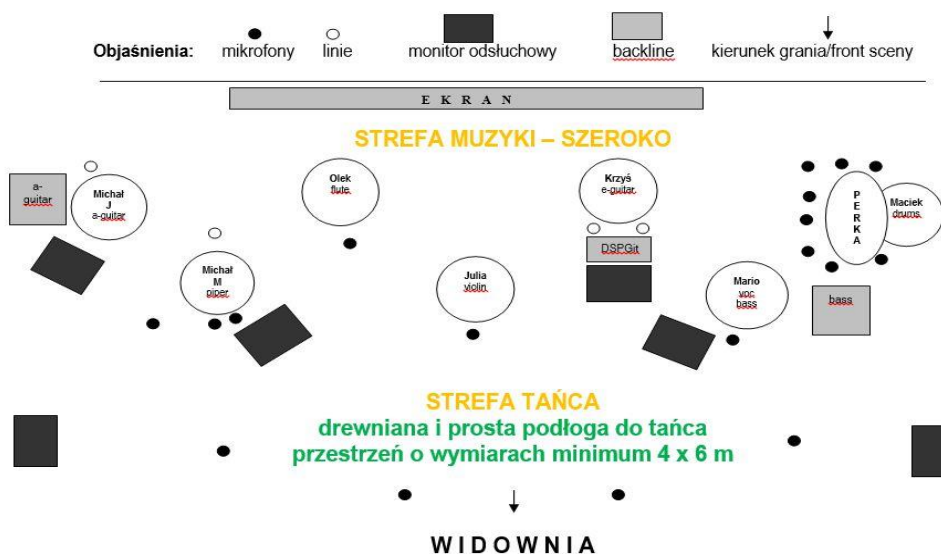 Objaśnienia: mikrofony linie monitor odsłuchowy backline kierunek grania/front sceny
E K R A N
STREFA MUZYKI – SZEROKO
a-
guitar
Michał
J
a-guitar
Olek
flute
Krzyś
e-guitar
PERKA
Maciek
drums
DSPGit
Michał
M
piper
Julia
violin
Mario
voc
bass
bass
STREFA TAŃCA
drewniana i prosta podłoga do tańca
przestrzeń o wymiarach minimum 4 x 6 m
W I D O W N I A